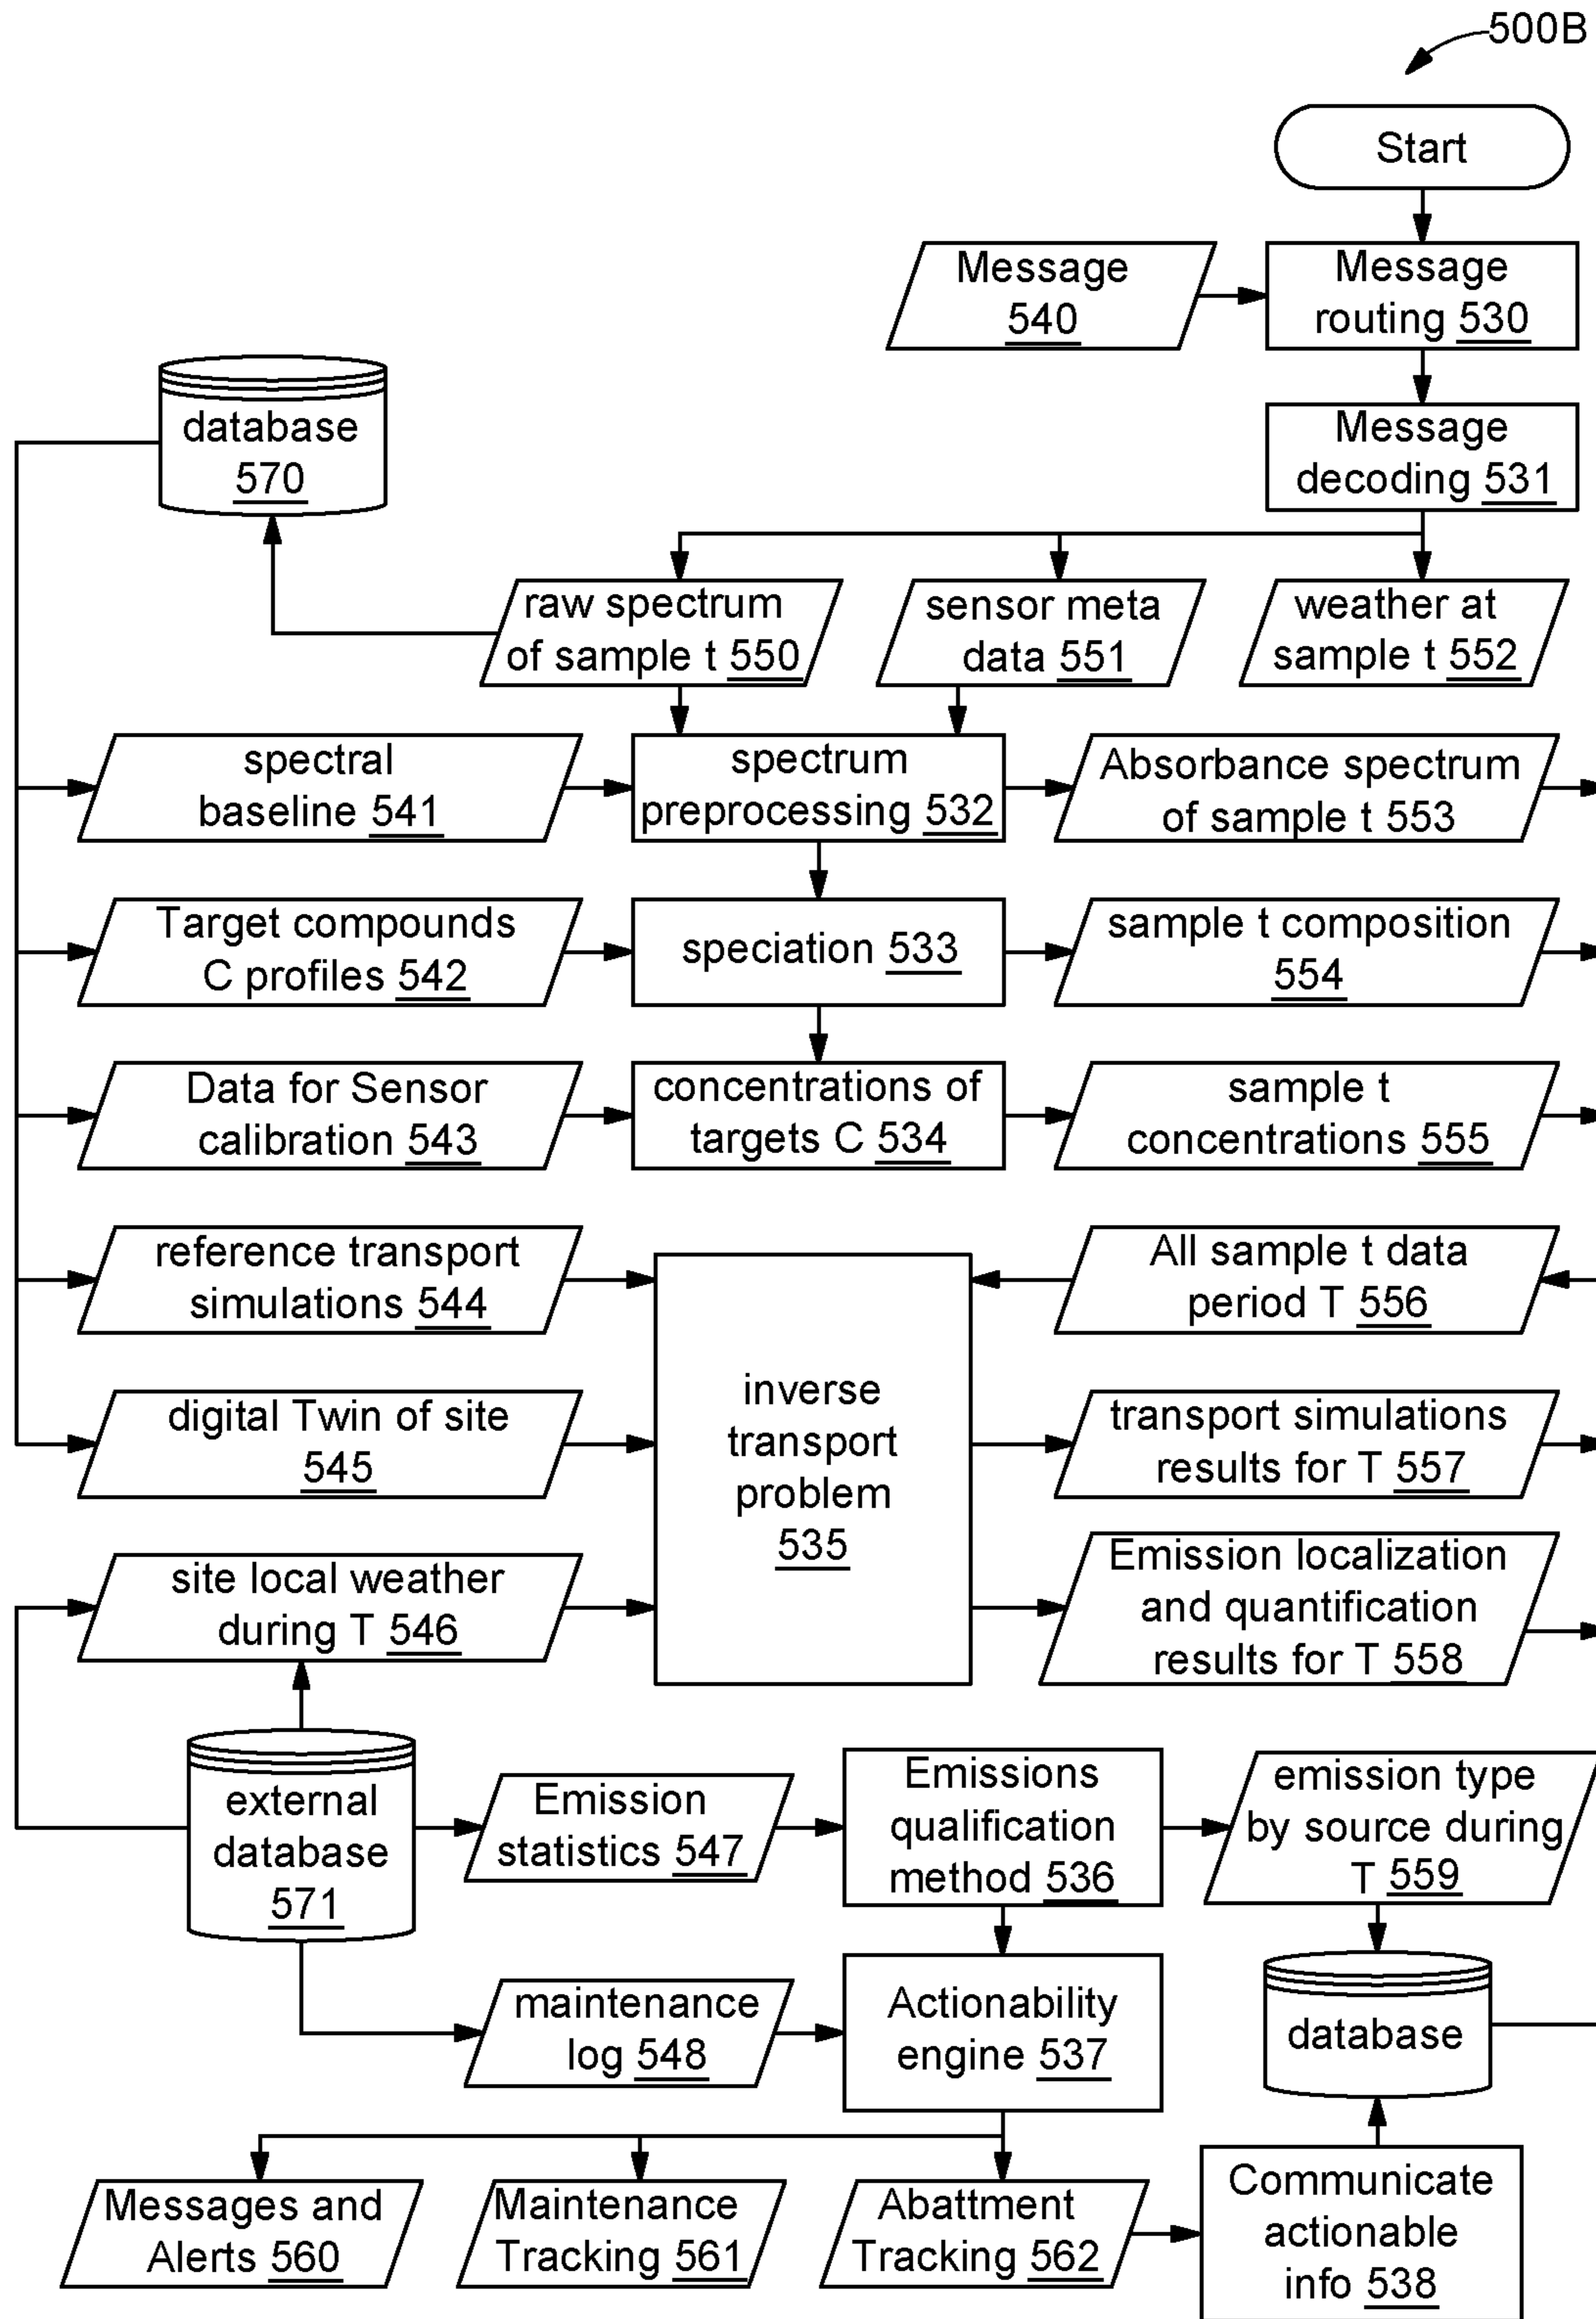 500B
Start
Message
540
Message
routing 530
database
570
Message
decoding 531
raw spectrum
of sample t 550
sensor meta
data 551
weather at
sample t 552
spectral
baseline 541
spectrum
preprocessing 532
Absorbance spectrum
of sample t 553
Target compounds
C profiles 542
speciation 533
sample t composition
554
Data for Sensor
calibration 543
concentrations of
targets C 534
sample t
concentrations 555
reference transport
simulations 544
All sample t data
period T 556
digital Twin of site
545
inverse
transport
problem
535
transport simulations
results for T 557
site local weather
during T 546
Emission localization
and quantification
results for T 558
external
database
571
Emission
statistics 547
Emissions
qualification
method 536
emission type
by source during
T 559
maintenance
log 548
Actionability
engine 537
database
Messages and
Alerts 560
Maintenance
Tracking 561
Abattment
Tracking 562
Communicate
actionable
info 538